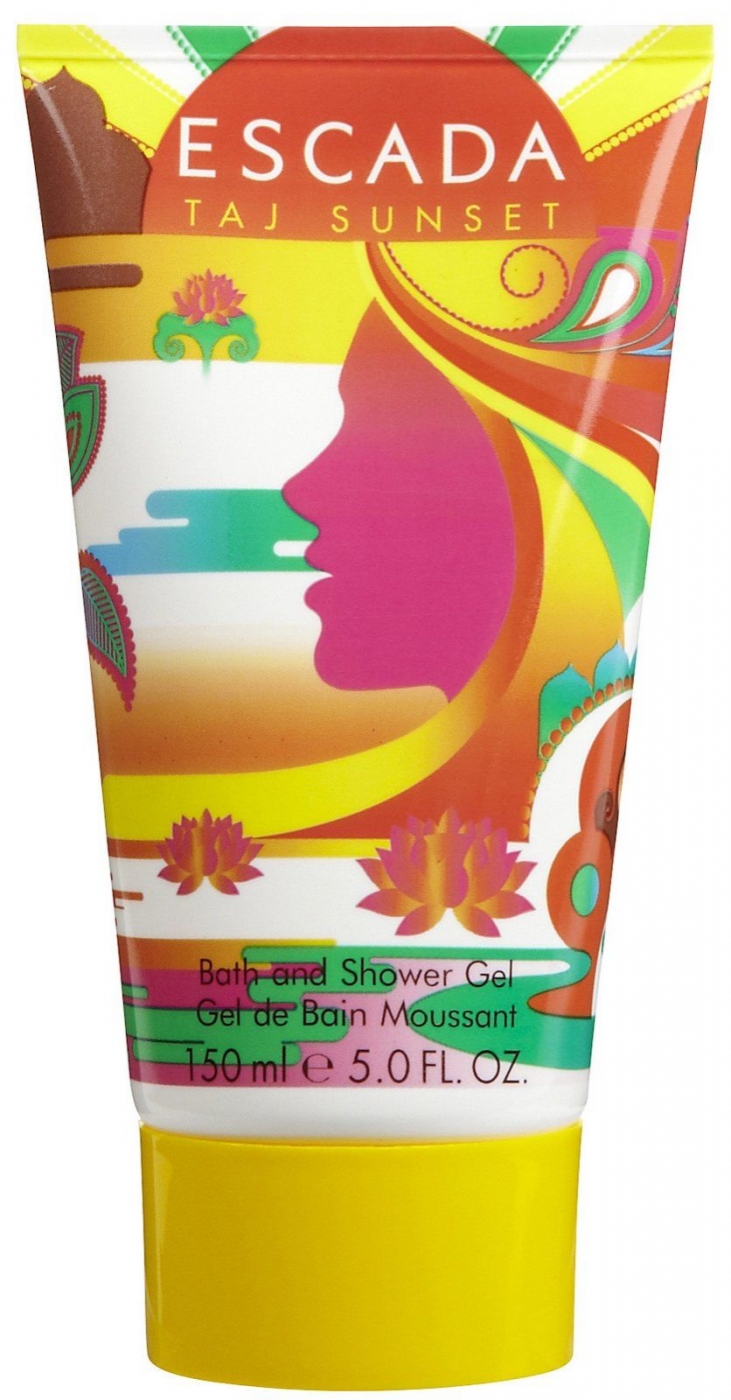 ESCADA
TAJ SUNSET
Bath and Shower Gel
Gel de Bain Moussant
150 ml e 5.0 FL. OZ.